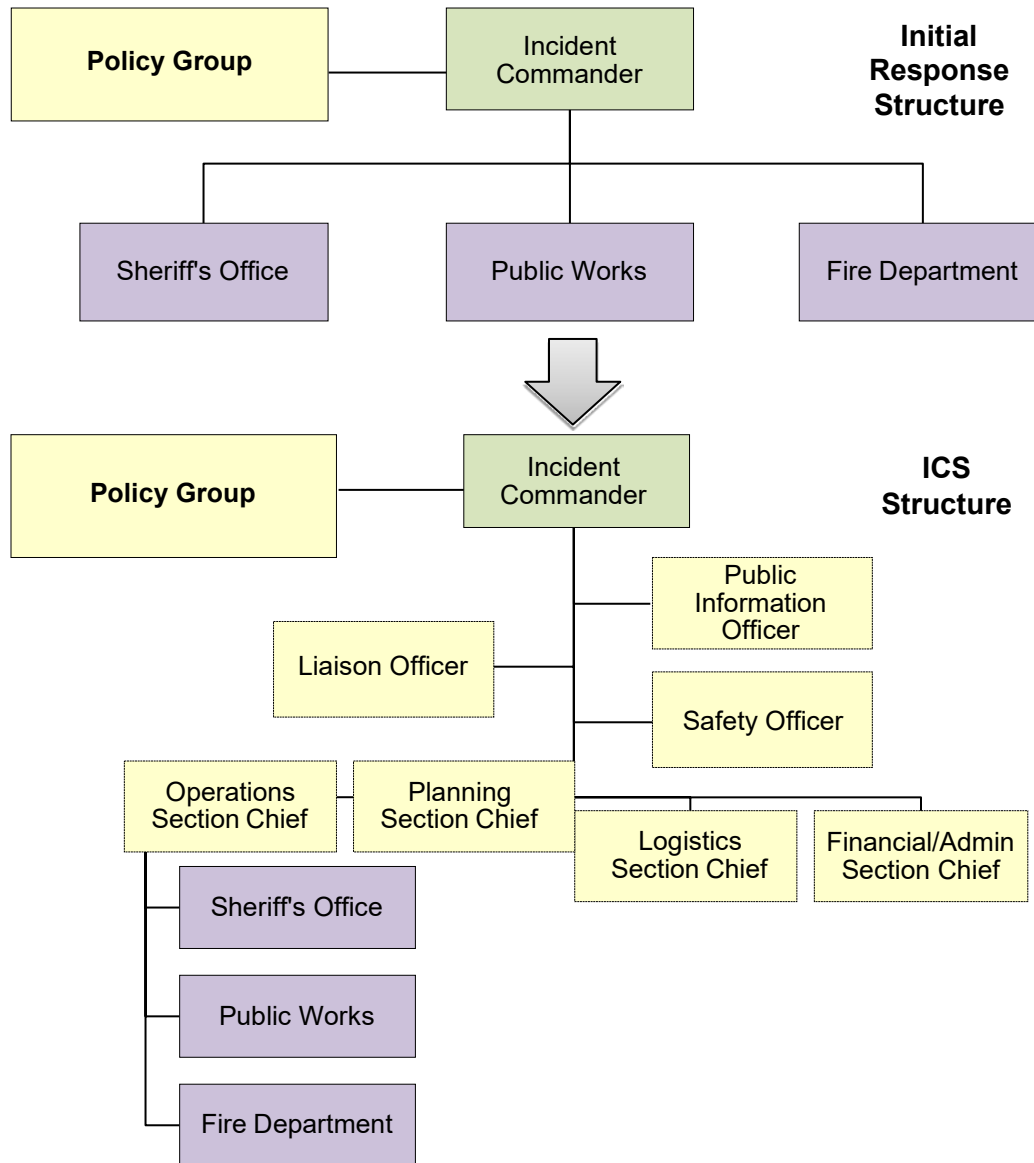 Policy Group
Incident
Commander
Initial
Response
Structure
Sheriff's Office
Public Works
Fire Department
Policy Group
Incident
Commander
ICS
Structure
Public
Information
Officer
Liaison Officer
Safety Officer
Operations
Section Chief
Planning
Section Chief
Logistics
Section Chief
Financial/Admin
Section Chief
Sheriff's Office
Public Works
Fire Department